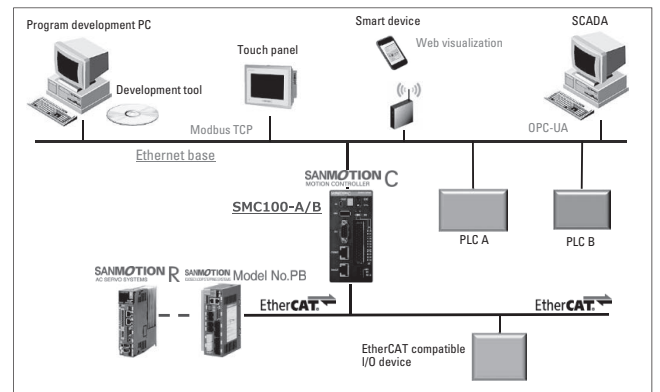 Program development PC
Smart device
SCADA
Touch panel
Web visualization
Development tool
Modbus TCP
OPC-UA
Ethernet base
SANMOTION C
MOTION CONTROLLER
SMC100-A/B
PLC A
PLC B
SANMOTION R
AC SERVO SYSTEMS
SANMOTION Model No.PB
EtherCAT
EtherCAT
EtherCAT compatible
I/O device